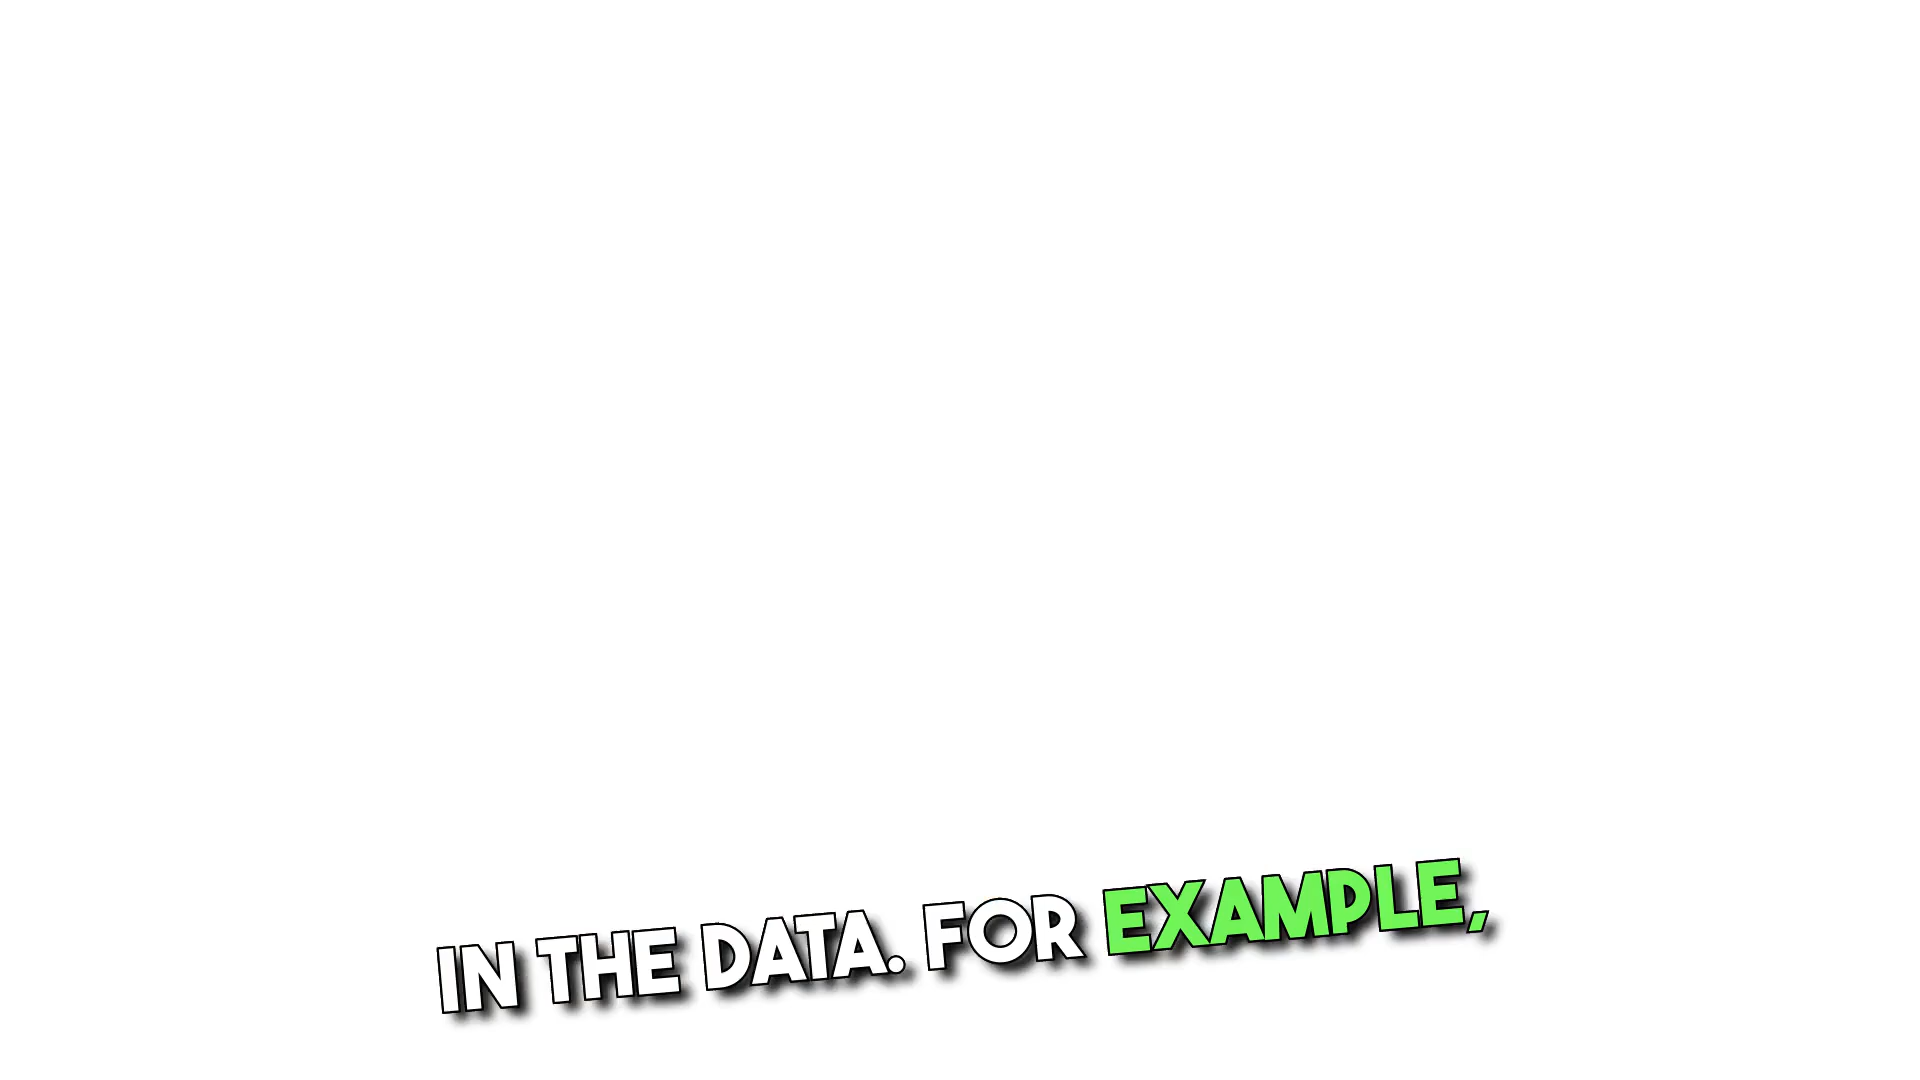 IN THE DATA. FOR EXAMPLE,